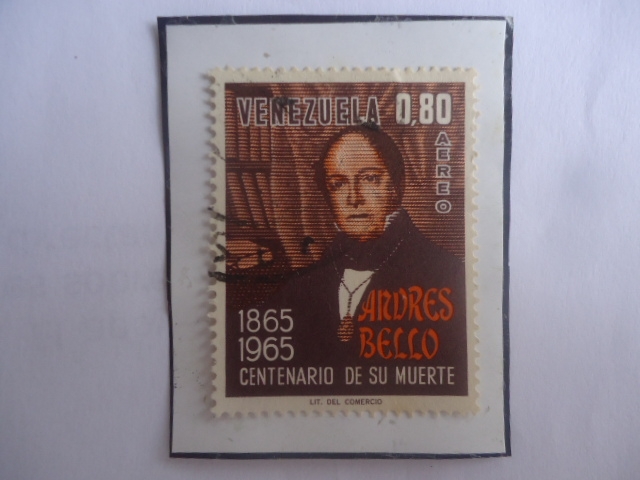 VENEZUELA 0,80
AEREO
1865
1965
ANDRES
BELLO
CENTENARIO DE SU MUERTE
LIT. DEL COMERCIO